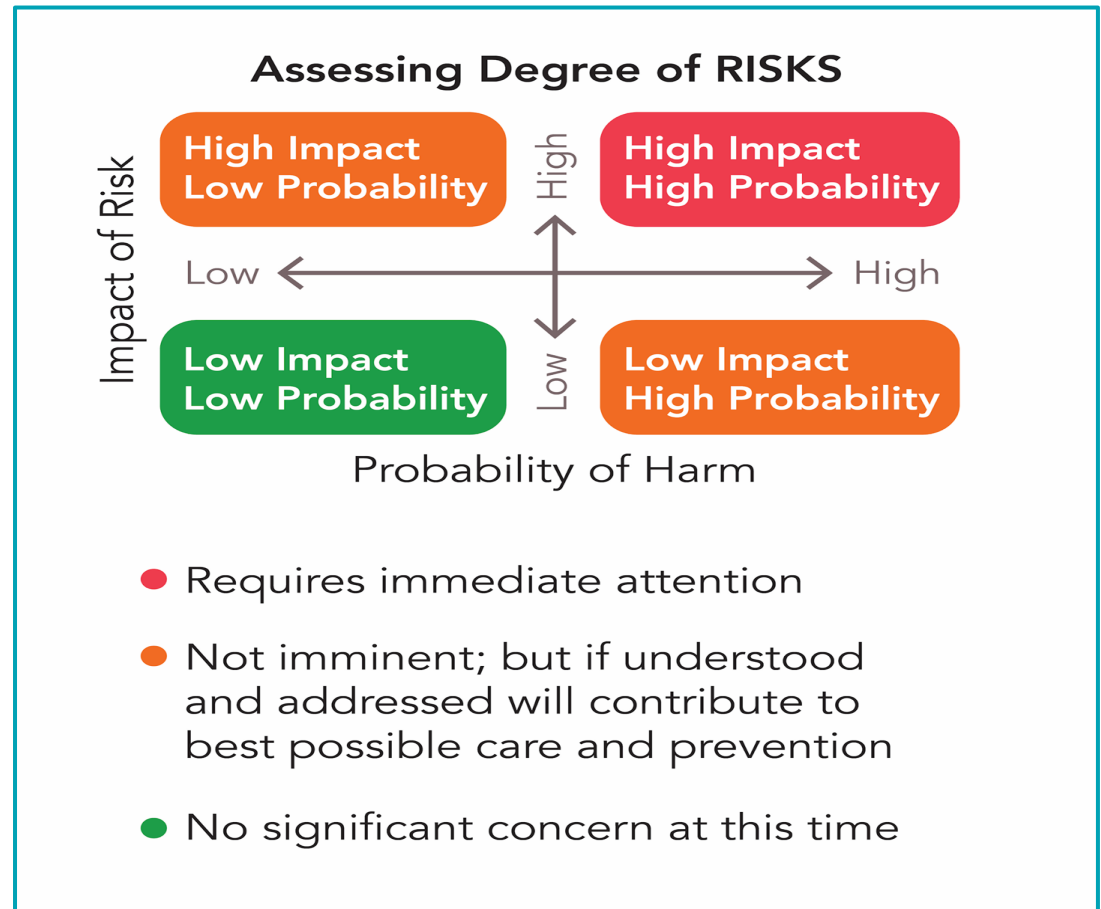 Assessing Degree of RISKS
Impact of Risk
High Impact
Low Probability
High
High Impact
High Probability
Low
High
Low Impact
Low Probability
Low
Low Impact
High Probability
Probability of Harm
Requires immediate attention
Not imminent; but if understood
and addressed will contribute to
best possible care and prevention
No significant concern at this time